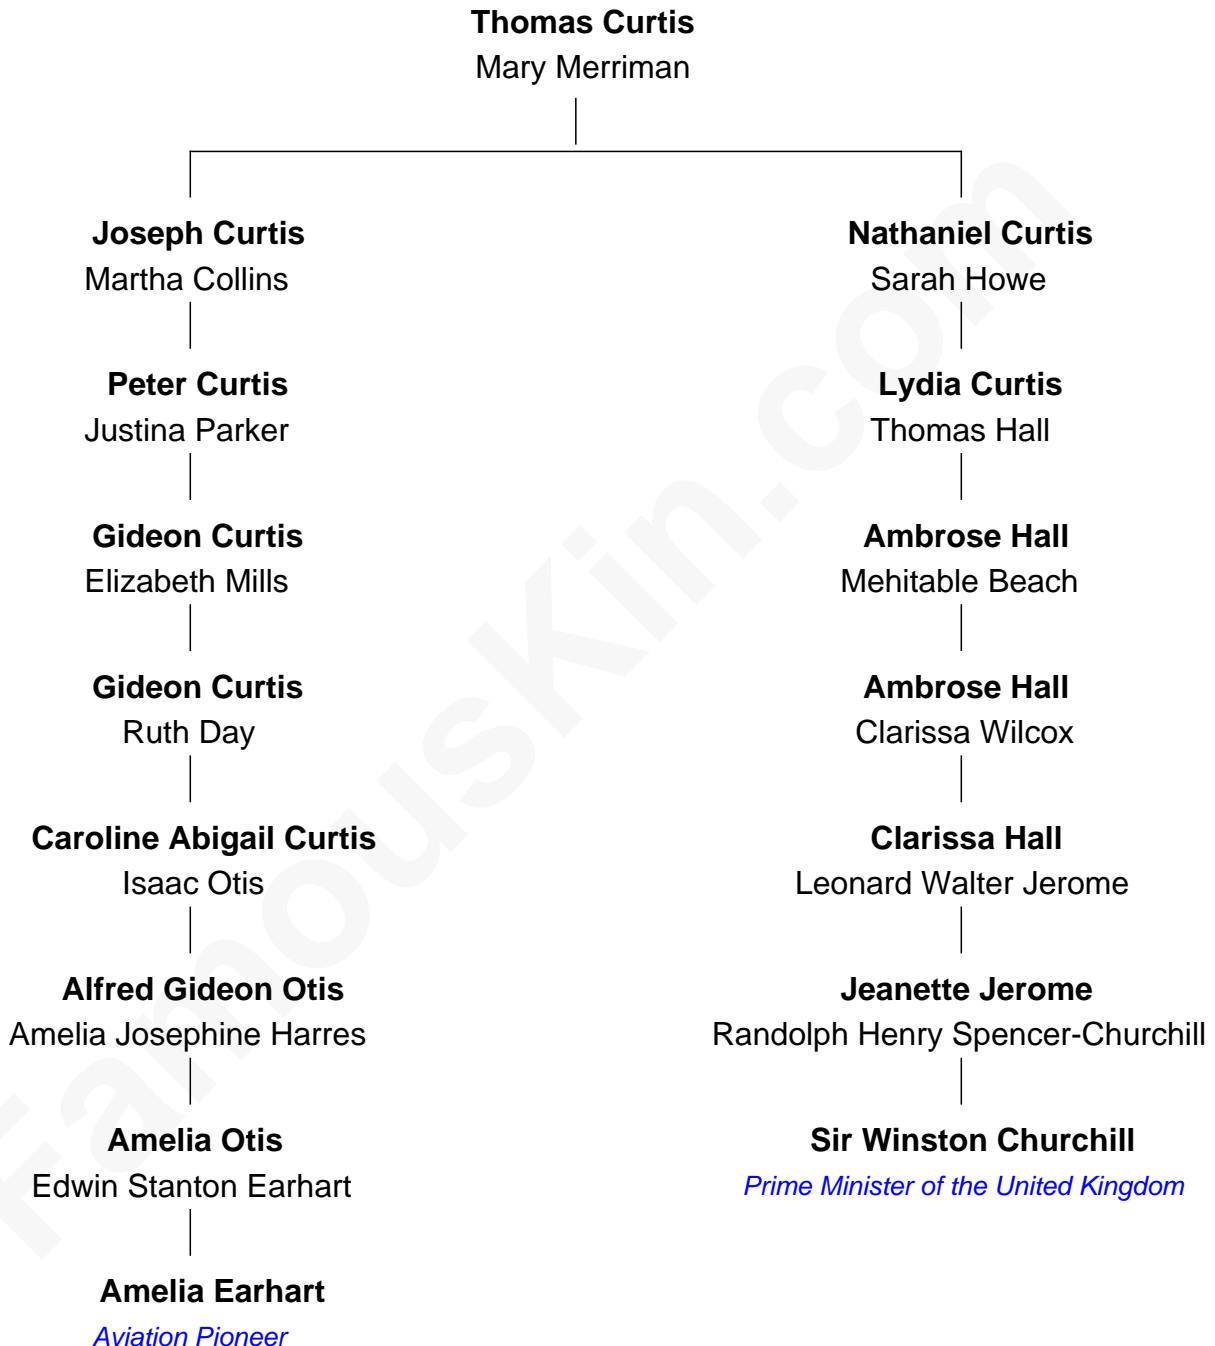 Thomas Curtis
Mary Merriman
Joseph Curtis
Martha Collins
Nathaniel Curtis
Sarah Howe
Peter Curtis
Justina Parker
Lydia Curtis
Thomas Hall
Gideon Curtis
Elizabeth Mills
Ambrose Hall
Mehitable Beach
Gideon Curtis
Ruth Day
Ambrose Hall
Clarissa Wilcox
Caroline Abigail Curtis
Isaac Otis
Clarissa Hall
Leonard Walter Jerome
Alfred Gideon Otis
Amelia Josephine Harres
Jeanette Jerome
Randolph Henry Spencer-Churchill
Amelia Otis
Edwin Stanton Earhart
Sir Winston Churchill
Prime Minister of the United Kingdom
Amelia Earhart
Aviation Pioneer
FamousKin.com